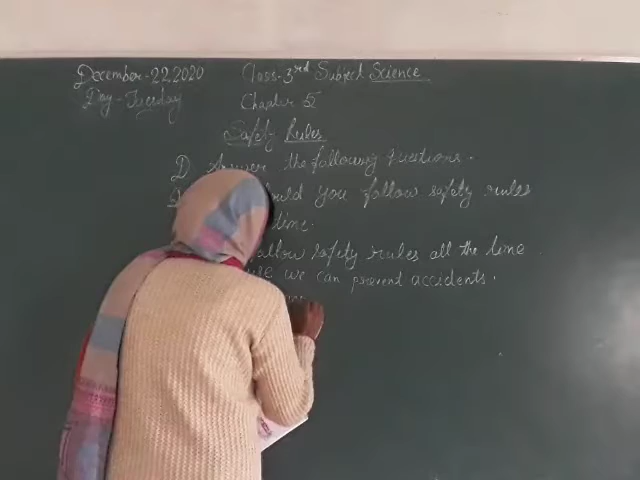 December-22,2020 Class-3rd Subject Science
Day-Tuesday Chapter 5
Safety Rules
D Answer the following questions.
you follow safety rules
time.
follow safety rules all the time
we can prevent accidents.